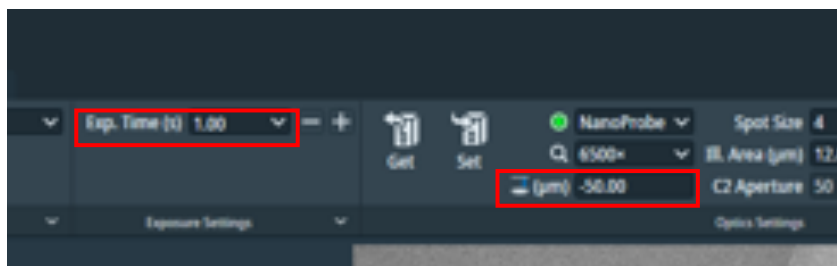 Exp. Time (s) 1.00
Get
Set
NanoProbe
6500×
(µm) -50.00
Spot Size 4
Ill. Area (µm) 12.
C2 Aperture 50
Exposure Settings
Optics Settings